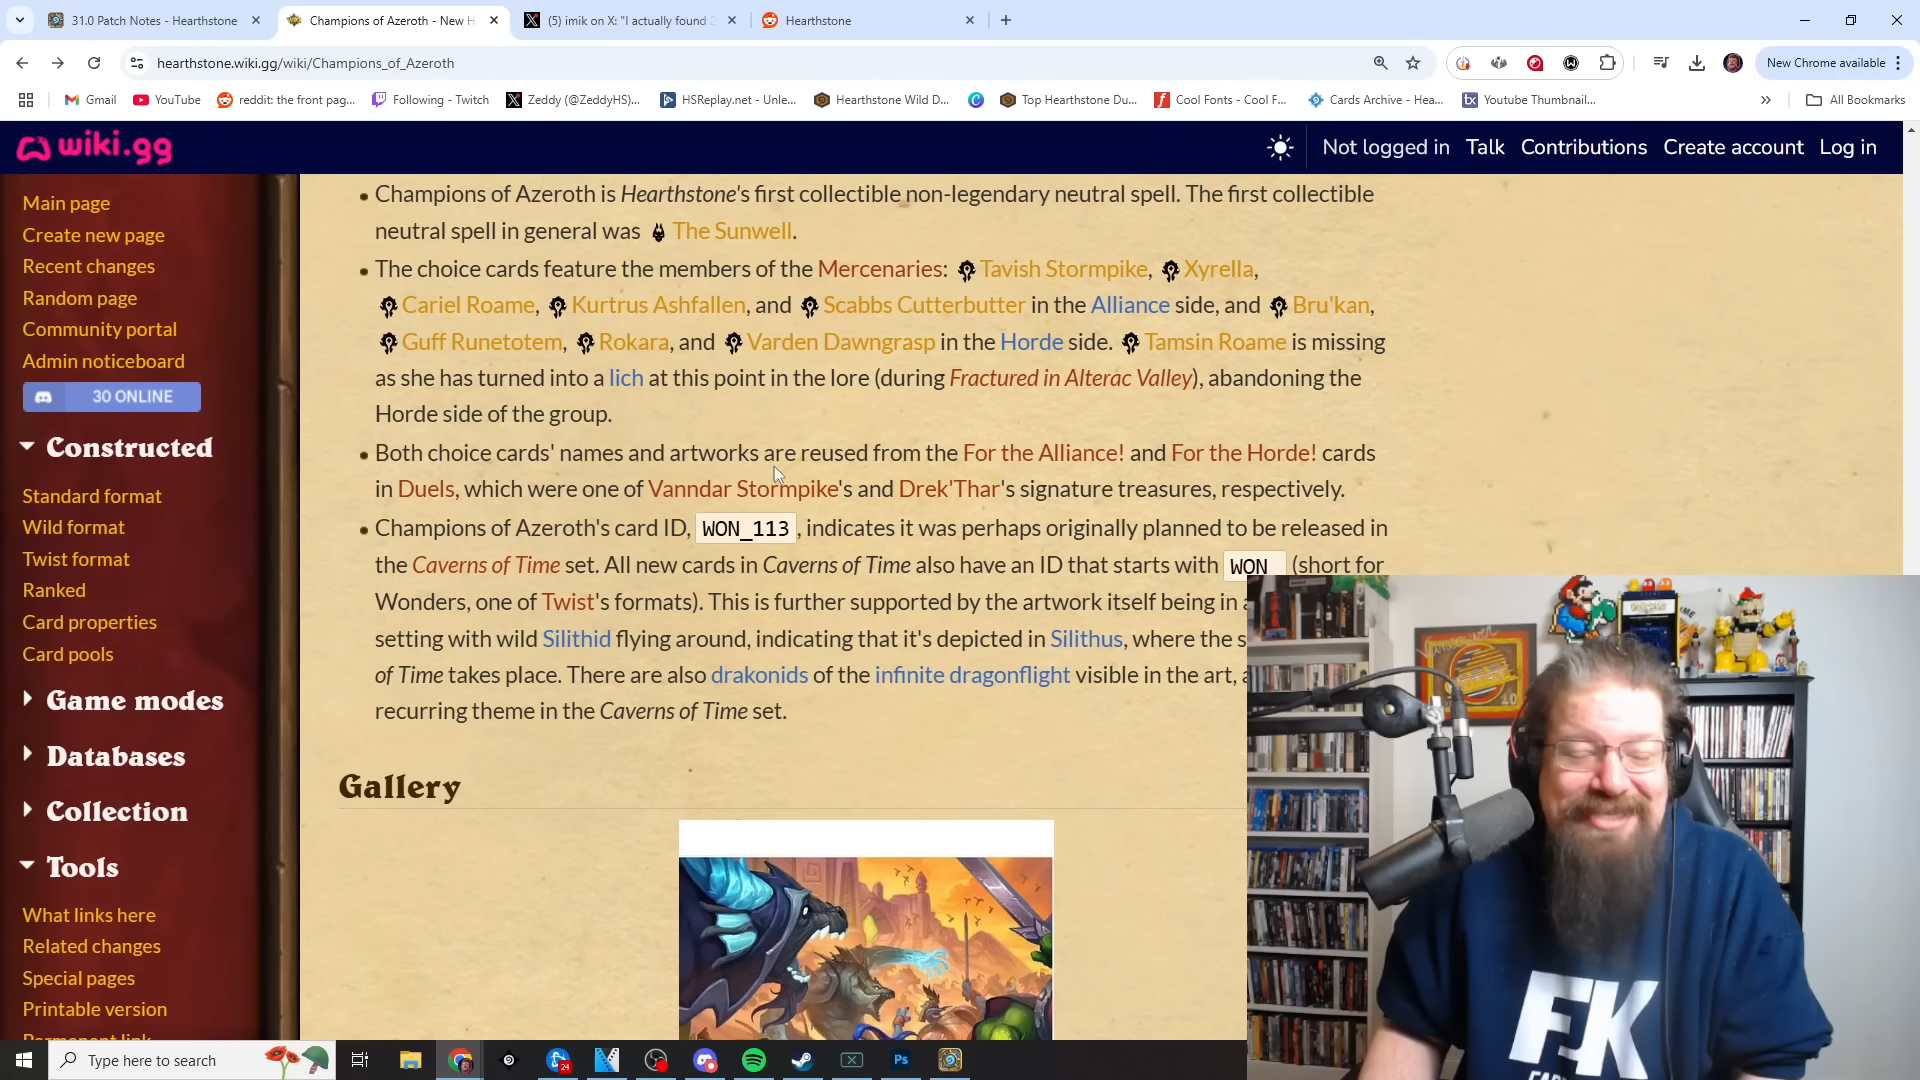 31.0 Patch Notes - Hearthstone
Champions of Azeroth - New H
(5) imik on X: "I actually found
Hearthstone
hearthstone.wiki.gg/wiki/Champions_of_Azeroth
New Chrome available
Gmail
YouTube
reddit: the front pag...
Following - Twitch
Zeddy (@ZeddyHS)...
HSReplay.net - Unle...
Hearthstone Wild D...
Top Hearthstone Du...
Cool Fonts - Cool F...
Cards Archive - Hea...
Youtube Thumbnail...
All Bookmarks
wiki.gg
Not logged in Talk Contributions Create account Log in
Main page
Create new page
Recent changes
Random page
Community portal
Admin noticeboard
30 ONLINE
Constructed
Standard format
Wild format
Twist format
Ranked
Card properties
Card pools
Game modes
Databases
Collection
Tools
What links here
Related changes
Special pages
Printable version
Permanent link
Champions of Azeroth is Hearthstone's first collectible non-legendary neutral spell. The first collectible
neutral spell in general was The Sunwell.
The choice cards feature the members of the Mercenaries: Tavish Stormpike, Xyrella,
Cariel Roame, Kurtrus Ashfallen, and Scabbs Cutterbutter in the Alliance side, and Bru'kan,
Guff Runetotem, Rokara, and Varden Dawngrasp in the Horde side. Tamsin Roame is missing
as she has turned into a lich at this point in the lore (during Fractured in Alterac Valley), abandoning the
Horde side of the group.
Both choice cards' names and artworks are reused from the For the Alliance! and For the Horde! cards
in Duels, which were one of Vanndar Stormpike's and Drek'Thar's signature treasures, respectively.
Champions of Azeroth's card ID, WON_113, indicates it was perhaps originally planned to be released in
the Caverns of Time set. All new cards in Caverns of Time also have an ID that starts with WON_ (short for
Wonders, one of Twist's formats). This is further supported by the artwork itself being in a
setting with wild Silithid flying around, indicating that it's depicted in Silithus, where the s
of Time takes place. There are also drakonids of the infinite dragonflight visible in the art, a
recurring theme in the Caverns of Time set.
Gallery
FJK
Type here to search
24
Ps